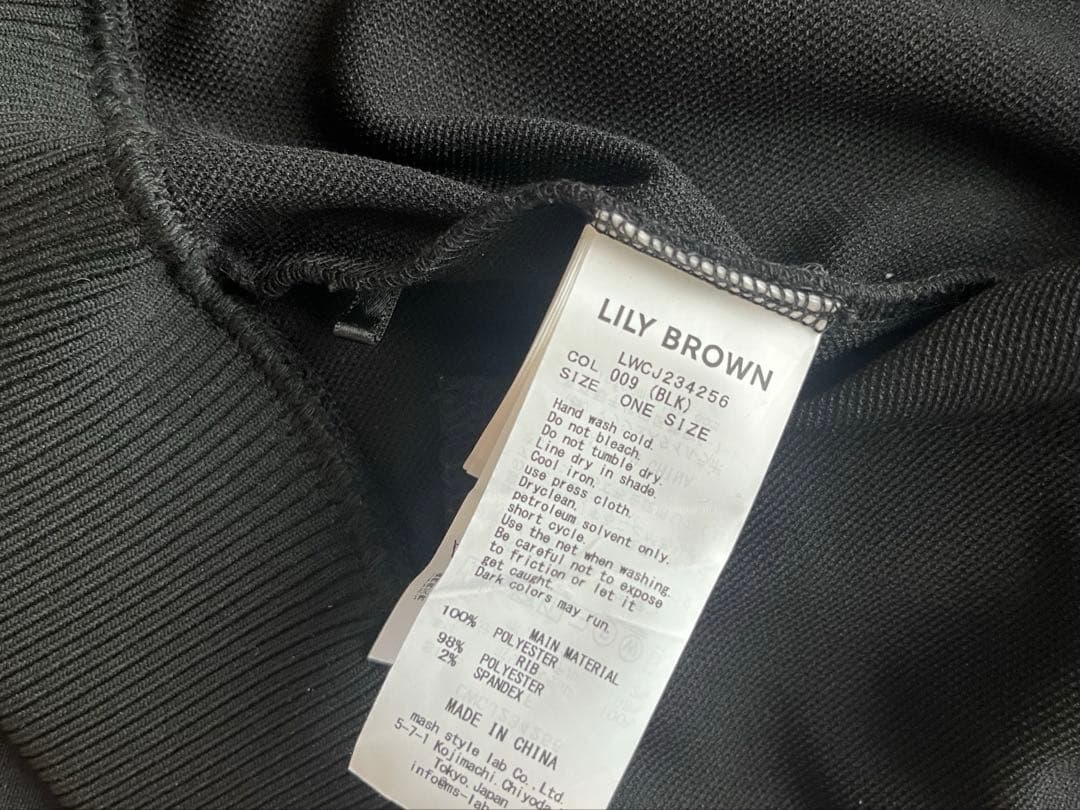 LILY BROWN
LWCJ234256
COL 009 (BLK)
SIZE ONE SIZE
Hand wash cold.
Do not bleach.
Do not tumble dry.
Line dry in shade.
Cool iron.
use press cloth.
Dryclean.
petroleum solvent only.
short cycle.
Use the net when washing.
Be careful not to expose
to friction or let it
get caught.
Dark colors may run.
MAIN MATERIAL
100% POLYESTER
RIB
98% POLYESTER
2% SPANDEX
MADE IN CHINA
mash style lab Co.,Ltd.
5-7-1 Kojimachi.Chiyoda
Tokyo.Japan
info@ms-lab